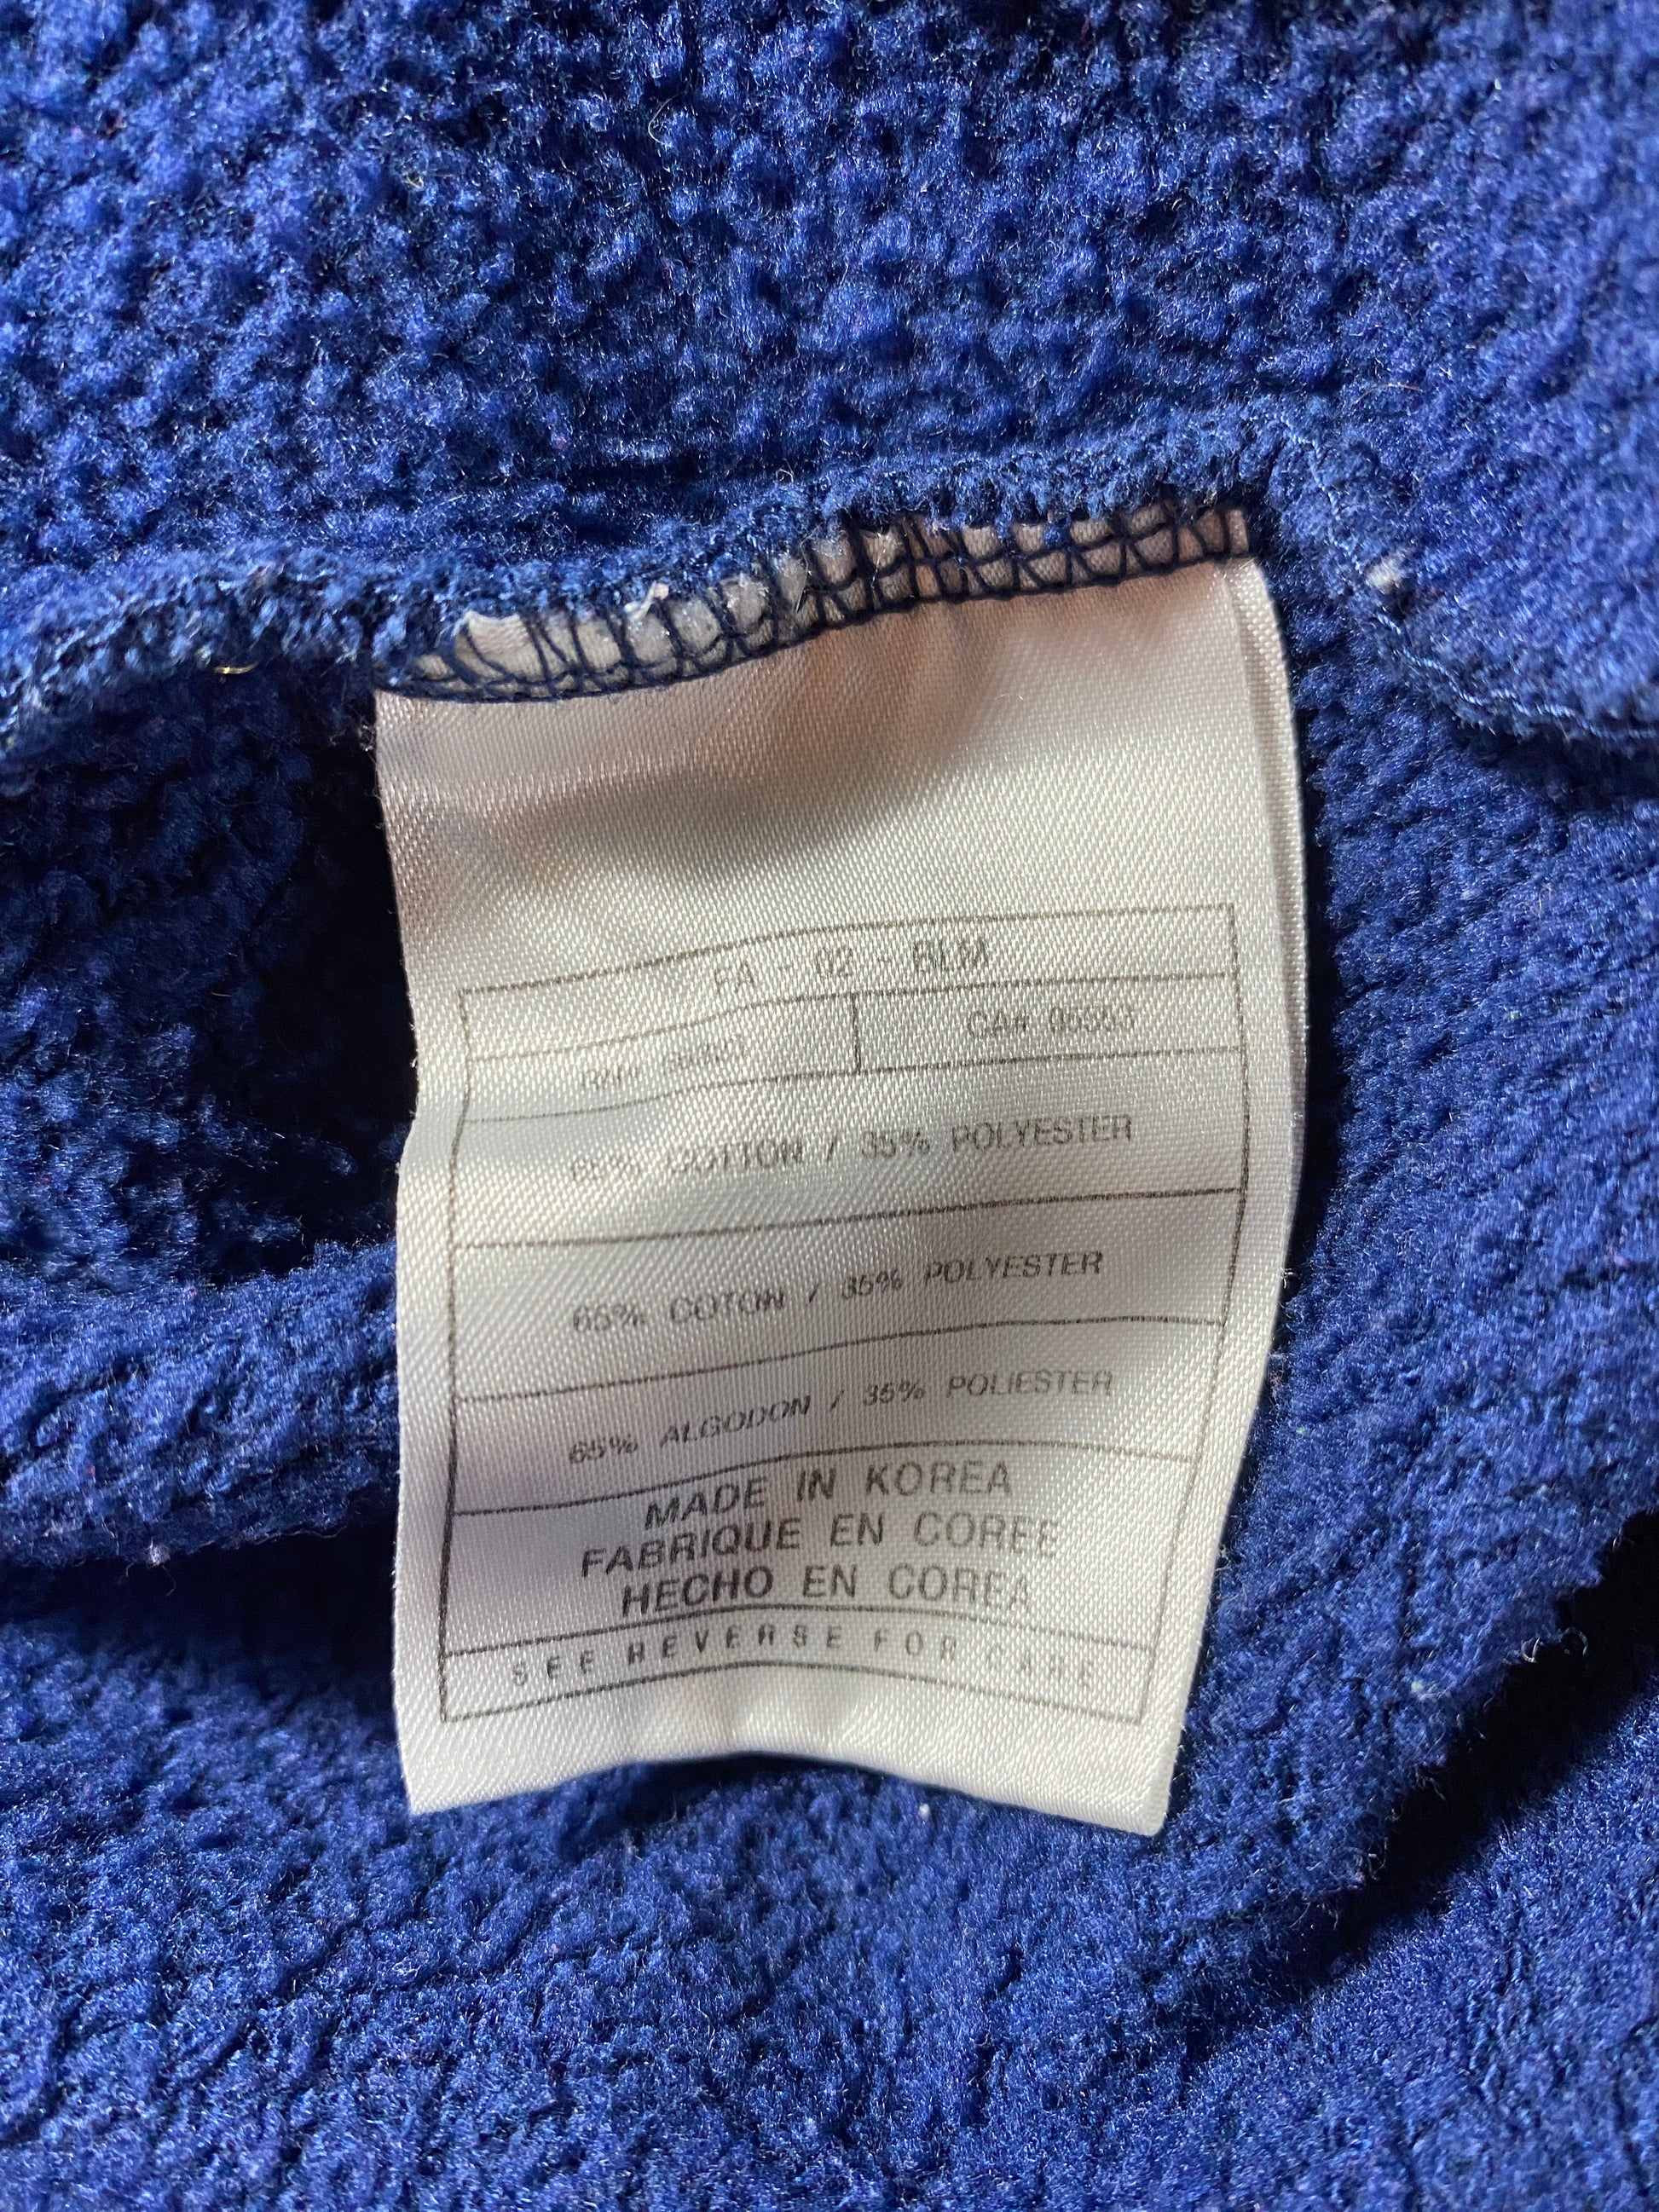 FA - 02 - BLM
CA# 05553
65% COTTON / 35% POLYESTER
65% COTON / 35% POLYESTER
65% ALGODON / 35% POLIESTER
MADE IN KOREA
FABRIQUE EN COREE
HECHO EN COREA
SEE REVERSE FOR CARE